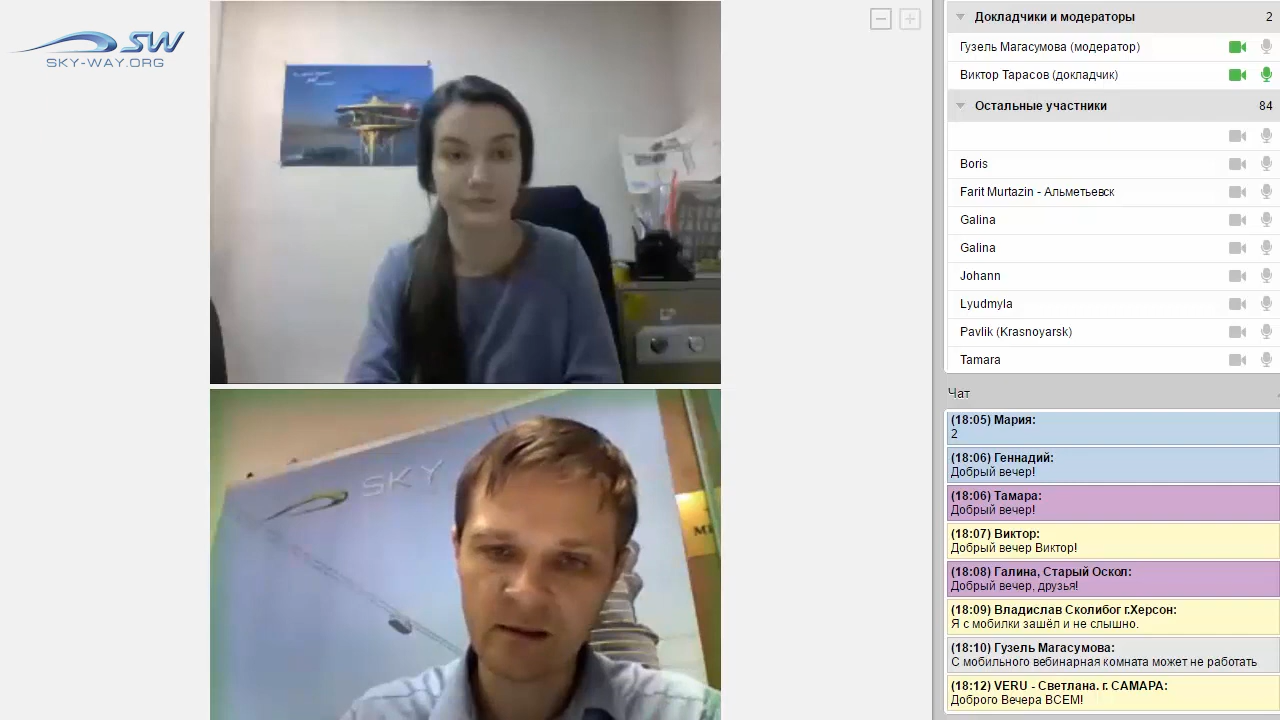 SW
SKY-WAY.ORG
SKY
Докладчики и модераторы 2
Гузель Магасумова (модератор)
Виктор Тарасов (докладчик)
Остальные участники 84
Boris
Farit Murtazin - Альметьевск
Galina
Galina
Johann
Lyudmyla
Pavlik (Krasnoyarsk)
Tamara
Чат
(18:05) Мария:
2
(18:06) Геннадий:
Добрый вечер!
(18:06) Тамара:
Добрый вечер!
(18:07) Виктор:
Добрый вечер Виктор!
(18:08) Галина, Старый Оскол:
Добрый вечер, друзья!
(18:09) Владислав Сколибог г.Херсон:
Я с мобилки зашёл и не слышно.
(18:10) Гузель Магасумова:
С мобильного вебинарная комната может не работать
(18:12) VERU - Светлана. г. САМАРА:
Доброго Вечера ВСЕМ!